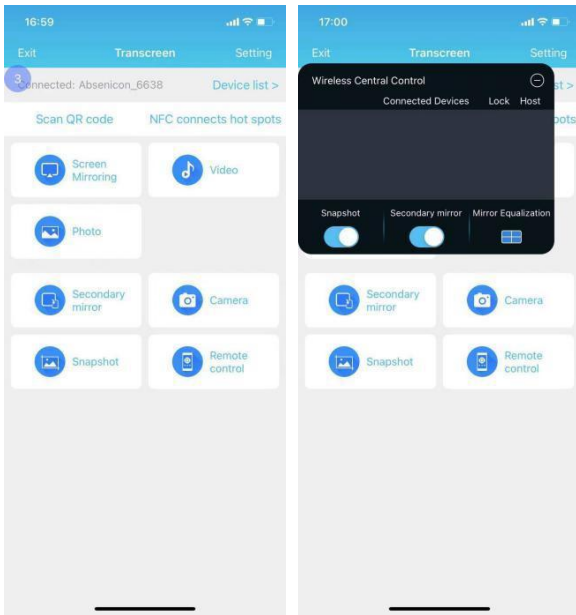 16:59
Exit Transcreen Setting
3
Connected: Absenicon_6638 Device list >
Scan QR code NFC connects hot spots
Screen
Mirroring
Video
Photo
Secondary
mirror
Camera
Snapshot
Remote
control
17:00
Exit Transcreen Setting
st >
Wireless Central Control
Connected Devices Lock Host
pots
Snapshot Secondary mirror Mirror Equalization
Secondary
mirror
Camera
Snapshot
Remote
control